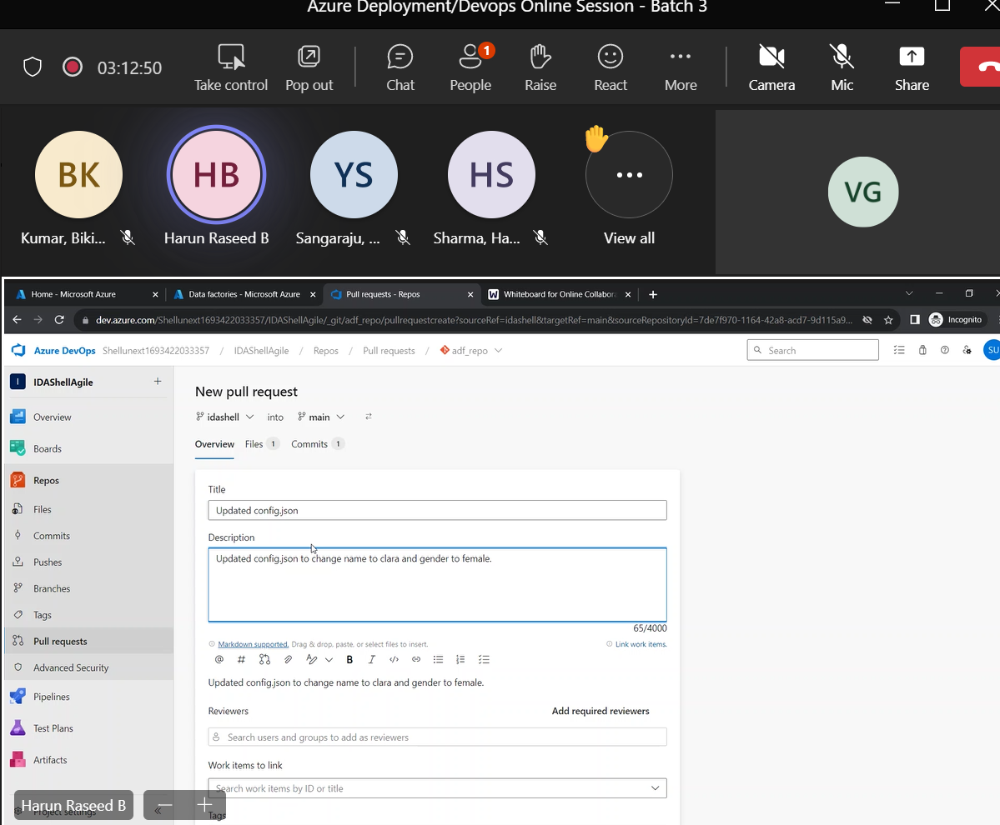 Azure Deployment/Devops Online Session - Batch 3
03:12:50
Take control
Pop out
Chat
1
People
Raise
React
More
Camera
Mic
Share
BK
HB
YS
HS
VG
Kumar, Biki...
Harun Raseed B
Sangaraju, ...
Sharma, Ha...
View all
Home - Microsoft Azure
Data factories - Microsoft Azure
Pull requests - Repos
Whiteboard for Online Collabora
dev.azure.com/Shellunext1693422033357/IDAShellAgile/_git/adf_repo/pullrequestcreate?sourceRef=idashell&targetRef=main&sourceRepositoryId=7de7f970-1164-42a8-acd7-9d115a9...
Incognito
Azure DevOps Shellunext1693422033357 / IDAShellAgile / Repos / Pull requests / adf_repo
Search
SU
I
IDAShellAgile
Overview
Boards
Repos
Files
Commits
Pushes
Branches
Tags
Pull requests
Advanced Security
Pipelines
Test Plans
Artifacts
Project settings
New pull request
idashell into main
Overview Files 1 Commits 1
Title
Updated config.json
Description
Updated config.json to change name to clara and gender to female.
65/4000
Markdown supported. Drag & drop, paste, or select files to insert.
Link work items.
Updated config.json to change name to clara and gender to female.
Reviewers
Add required reviewers
Search users and groups to add as reviewers
Work items to link
Search work items by ID or title
Tags
Harun Raseed B